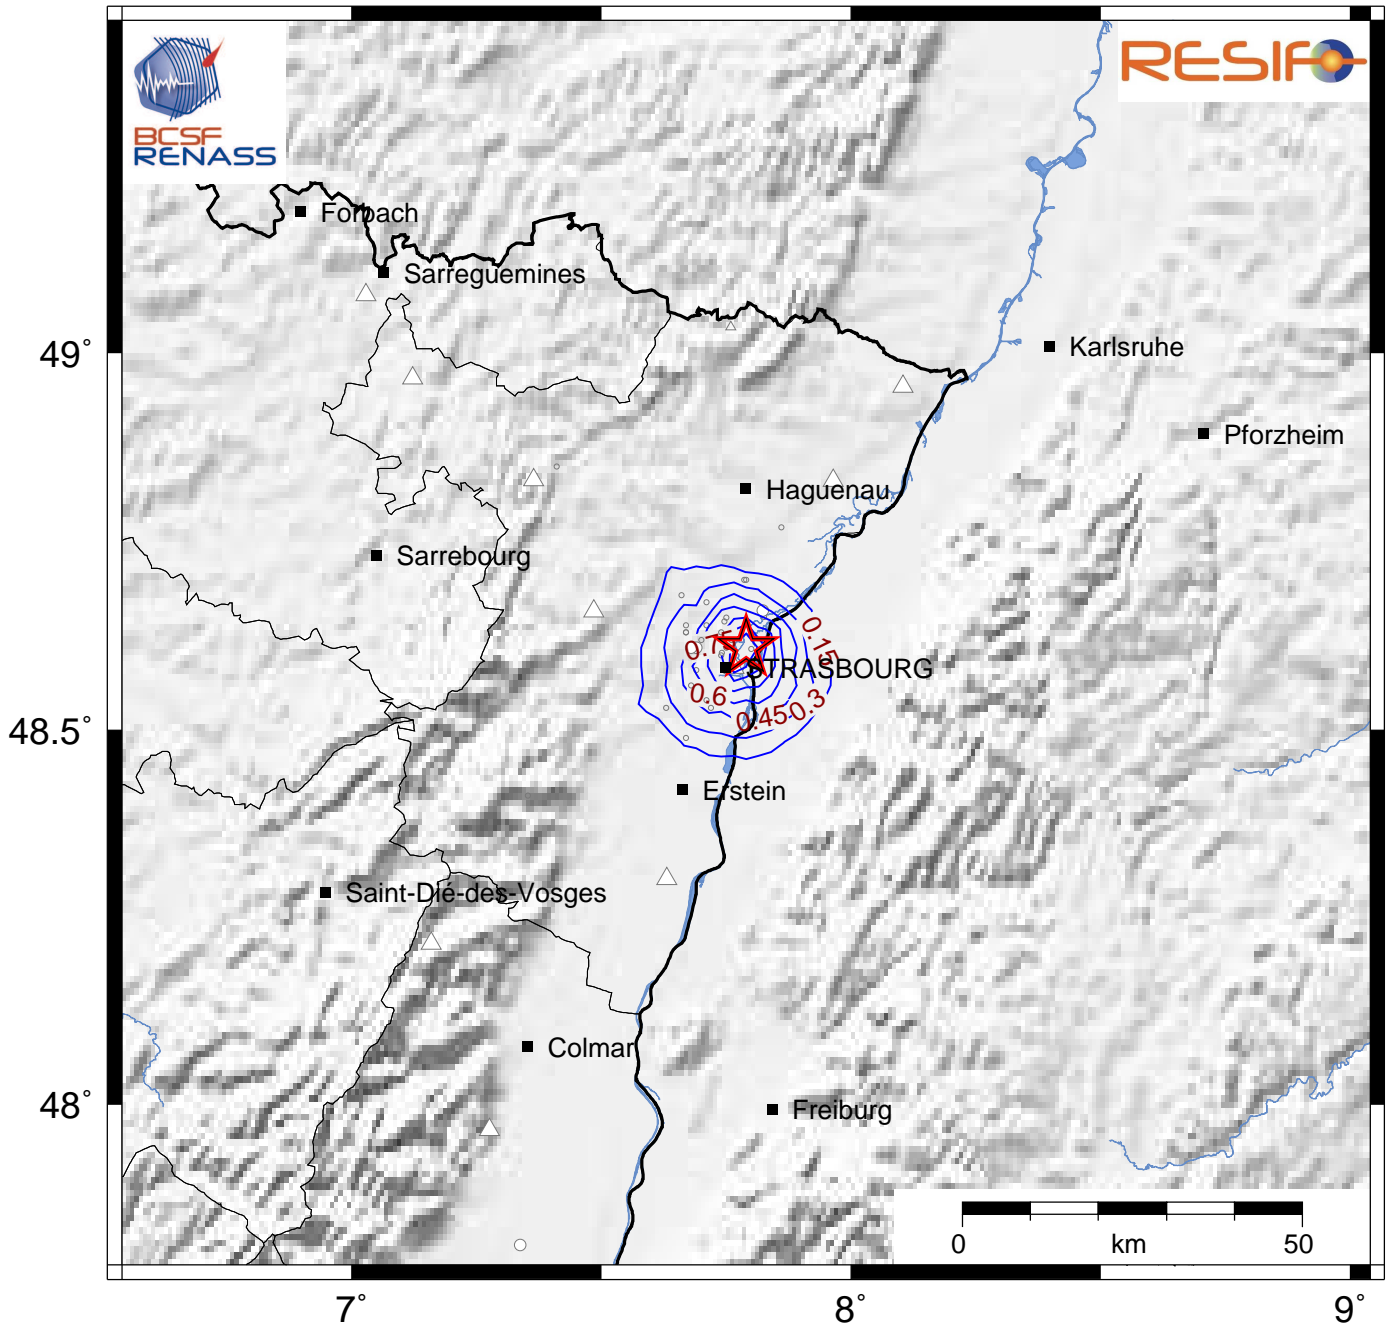 BCSF
RENASS
RESIF
Forbach
Sarreguemines
49°
Karlsruhe
Pforzheim
Haguenau
Sarrebourg
0.15
0.75
STRASBOURG
0.6
0.45
0.3
48.5°
Erstein
Saint-Dié-des-Vosges
Colmar
48°
Freiburg
0 km 50
7° 8° 9°